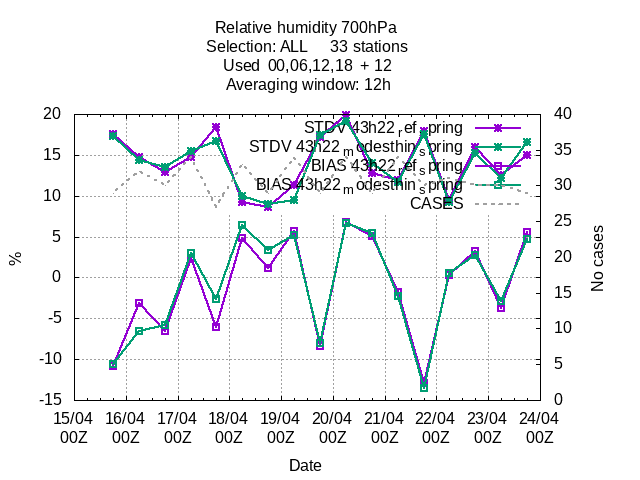 Relative humidity 700hPa
Selection: ALL 33 stations
Used 00,06,12,18 + 12
Averaging window: 12h
STDV 43h22_ref_spring
STDV 43h22_modesthin_spring
BIAS 43h22_ref_spring
BIAS 43h22_modesthin_spring
CASES
20
15
10
5
0
-5
-10
-15
%
40
35
30
25
20
15
10
5
0
No cases
15/04 16/04 17/04 18/04 19/04 20/04 21/04 22/04 23/04 24/04
00Z 00Z 00Z 00Z 00Z 00Z 00Z 00Z 00Z 00Z
Date